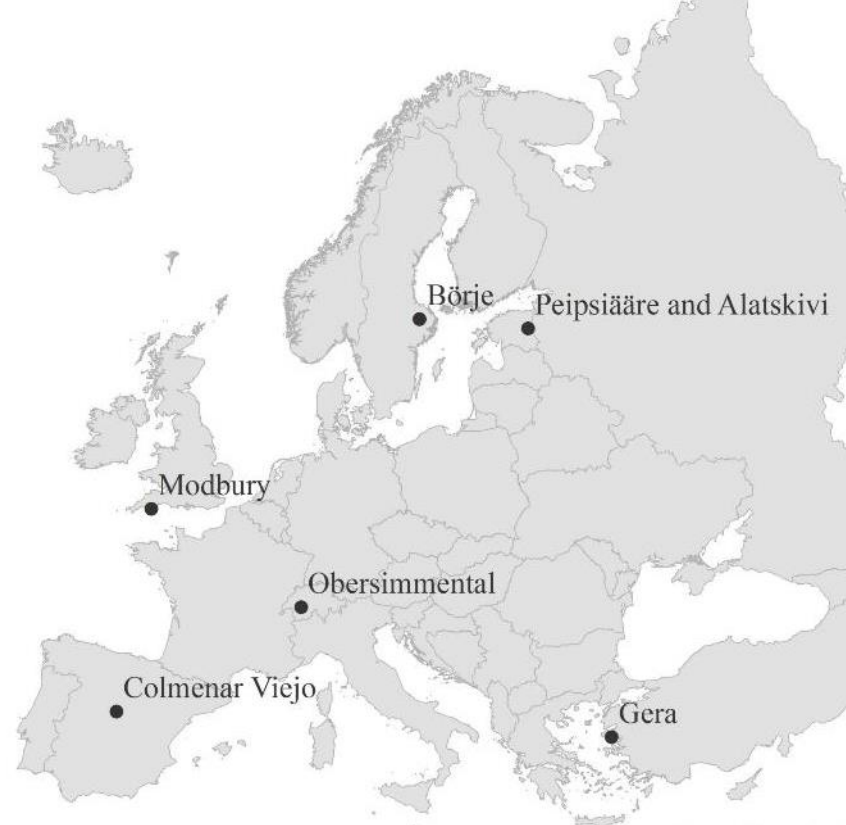 Börje
Peipsiääre and Alatskivi
Modbury
Obersimmental
Colmenar Viejo
Gera